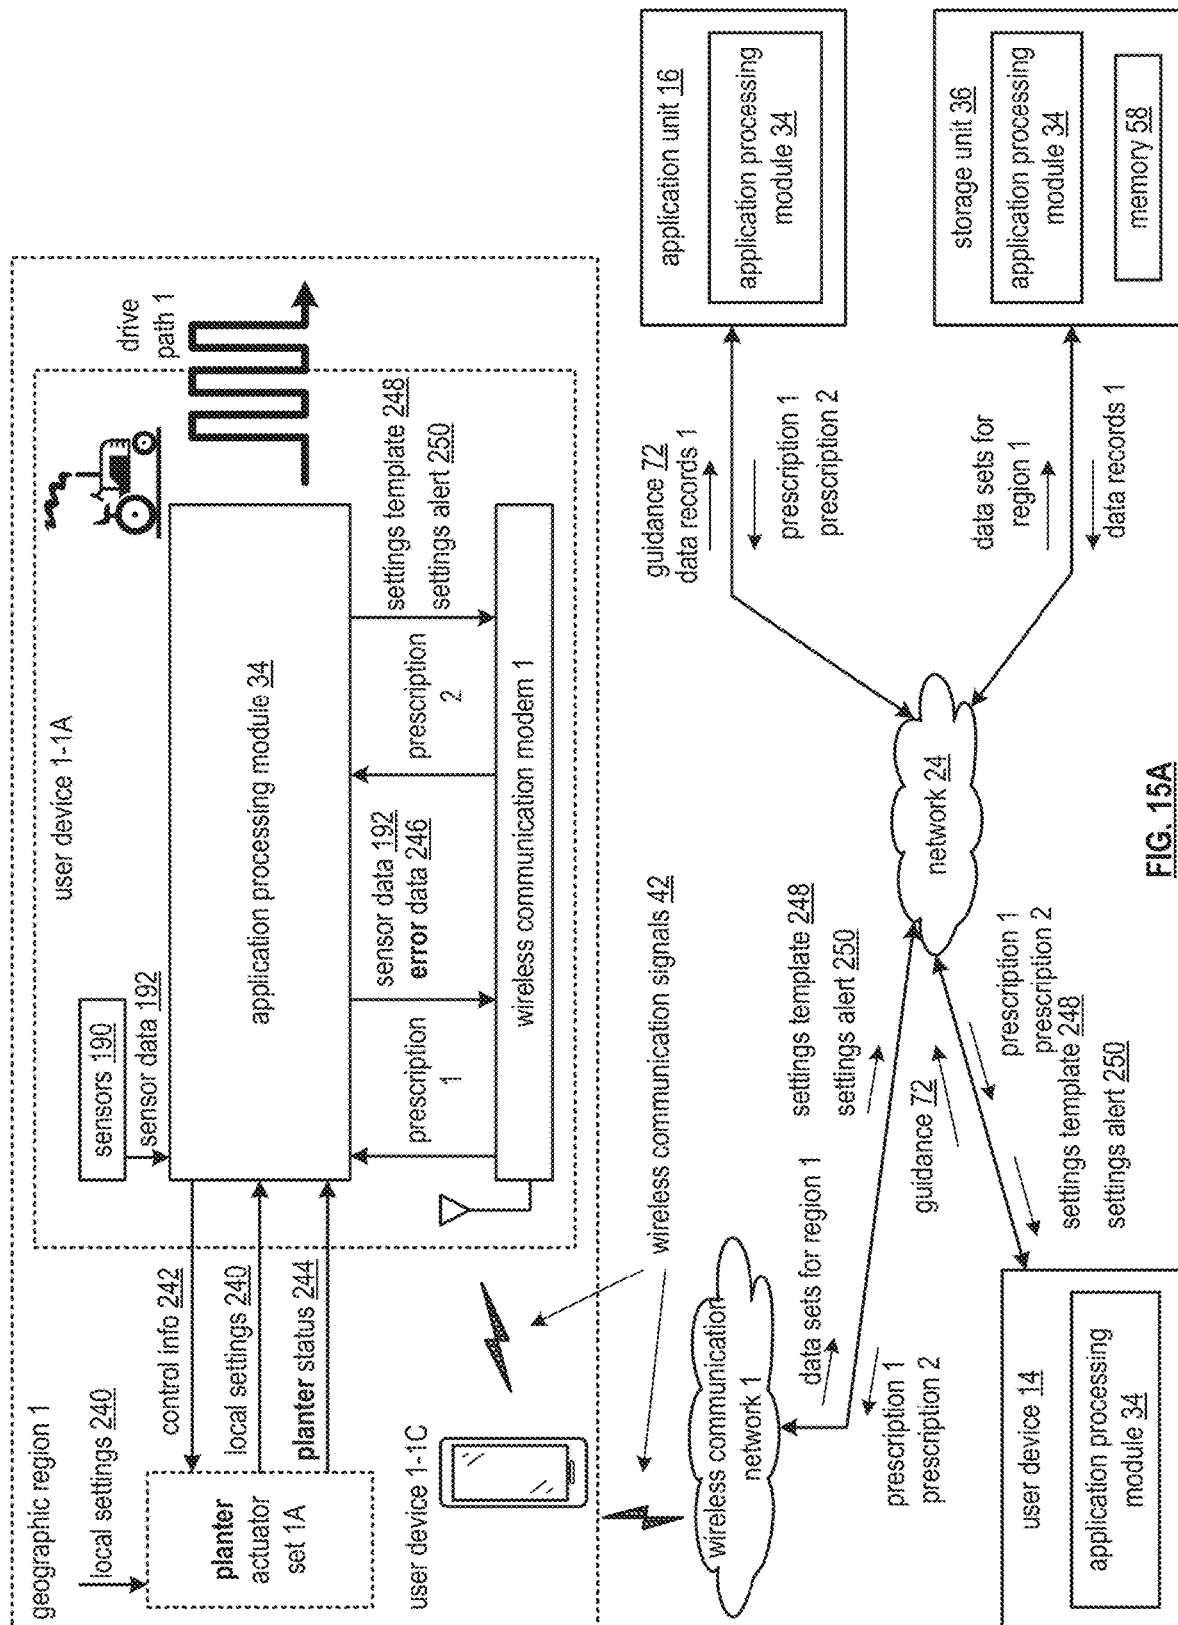 geographic region 1
local settings 240
planter
actuator
set 1A
control info 242
local settings 240
planter status 244
user device 1-1C
user device 1-1A
sensors 190
sensor data 192
application processing module 34
drive
path 1
prescription
1
sensor data 192
error data 246
prescription
2
settings template 248
settings alert 250
wireless communication modem 1
wireless communication signals 42
wireless communication
network 1
data sets for region 1
prescription 1
prescription 2
settings template 248
settings alert 250
guidance 72
prescription 1
prescription 2
settings template 248
settings alert 250
network 24
user device 14
application processing
module 34
guidance 72
data records 1
prescription 1
prescription 2
application unit 16
application processing
module 34
data sets for
region 1
data records 1
storage unit 36
application processing
module 34
memory 58
FIG. 15A